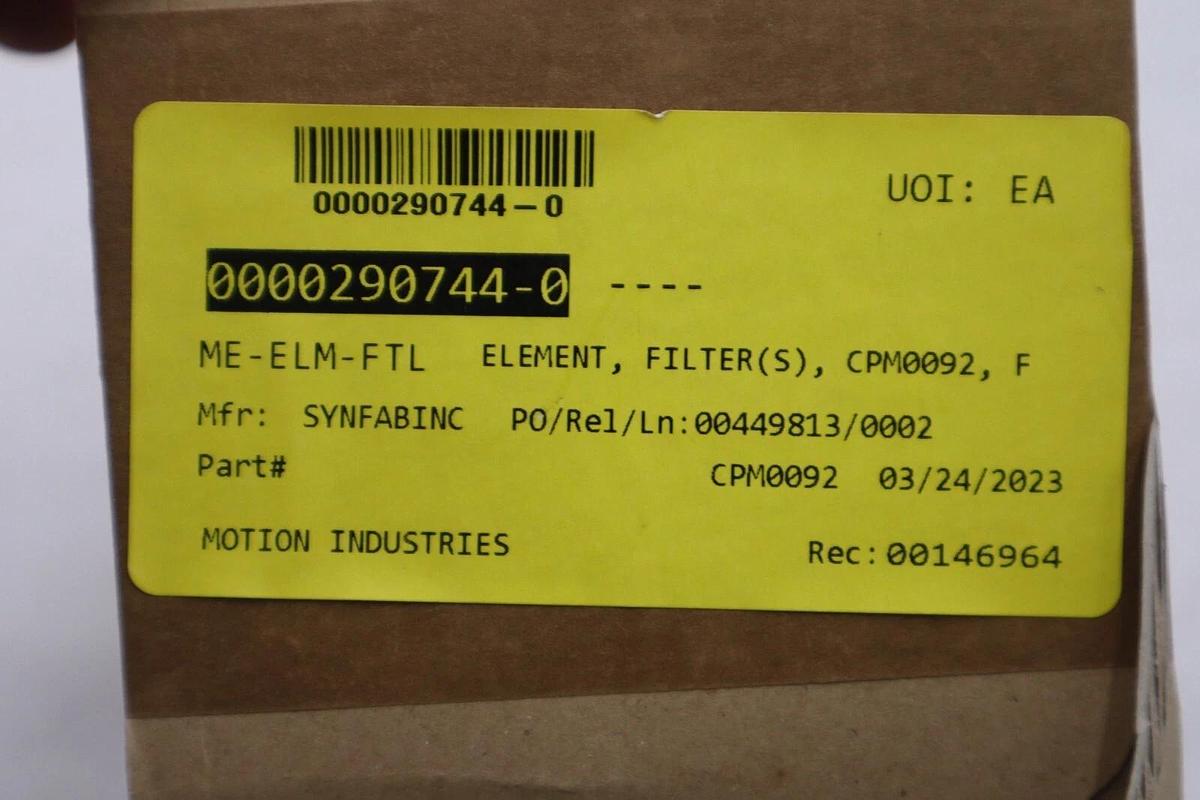 0000290744-0
UOI: EA
0000290744-0 ----
ME-ELM-FTL ELEMENT, FILTER(S), CPM0092, F
Mfr: SYNFABINC PO/Rel/Ln:00449813/0002
Part# CPM0092 03/24/2023
MOTION INDUSTRIES Rec:00146964